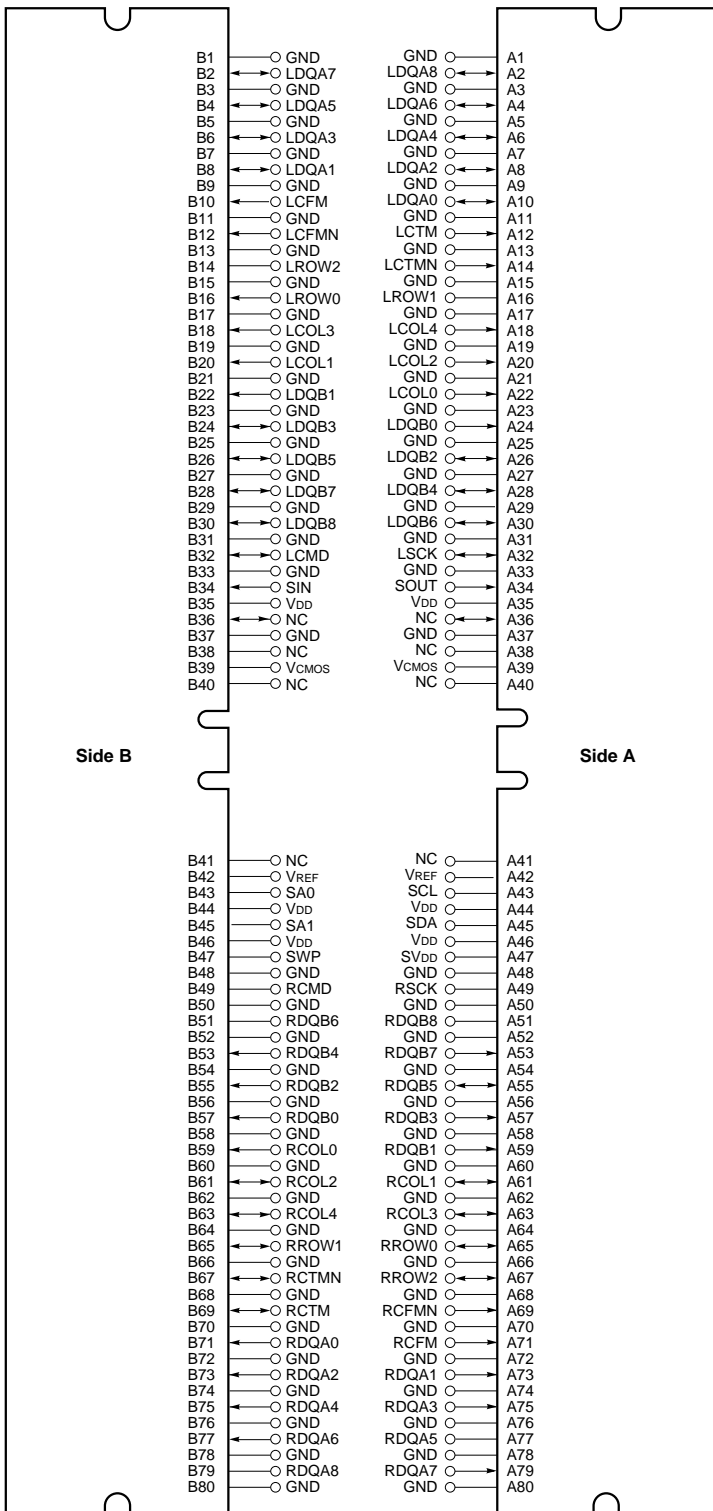 B1 GND GND A1
B2 LDQA7 LDQA8 A2
B3 GND GND A3
B4 LDQA5 LDQA6 A4
B5 GND GND A5
B6 LDQA3 LDQA4 A6
B7 GND GND A7
B8 LDQA1 LDQA2 A8
B9 GND GND A9
B10 LCFM LDQA0 A10
B11 GND GND A11
B12 LCFMN LCTM A12
B13 GND GND A13
B14 LROW2 LCTMN A14
B15 GND GND A15
B16 LROW0 LROW1 A16
B17 GND GND A17
B18 LCOL3 LCOL4 A18
B19 GND GND A19
B20 LCOL1 LCOL2 A20
B21 GND GND A21
B22 LDQB1 LCOL0 A22
B23 GND GND A23
B24 LDQB3 LDQB0 A24
B25 GND GND A25
B26 LDQB5 LDQB2 A26
B27 GND GND A27
B28 LDQB7 LDQB4 A28
B29 GND GND A29
B30 LDQB8 LDQB6 A30
B31 GND GND A31
B32 LCMD LSCK A32
B33 GND GND A33
B34 SIN SOUT A34
B35 VDD VDD A35
B36 NC NC A36
B37 GND GND A37
B38 NC NC A38
B39 VCMOS VCMOS A39
B40 NC NC A40
Side B Side A
B41 NC NC A41
B42 VREF VREF A42
B43 SA0 SCL A43
B44 VDD VDD A44
B45 SA1 SDA A45
B46 VDD VDD A46
B47 SWP SVDD A47
B48 GND GND A48
B49 RCMD RSCK A49
B50 GND GND A50
B51 RDQB6 RDQB8 A51
B52 GND GND A52
B53 RDQB4 RDQB7 A53
B54 GND GND A54
B55 RDQB2 RDQB5 A55
B56 GND GND A56
B57 RDQB0 RDQB3 A57
B58 GND GND A58
B59 RCOL0 RDQB1 A59
B60 GND GND A60
B61 RCOL2 RCOL1 A61
B62 GND GND A62
B63 RCOL4 RCOL3 A63
B64 GND GND A64
B65 RROW1 RROW0 A65
B66 GND GND A66
B67 RCTMN RROW2 A67
B68 GND GND A68
B69 RCTM RCFMN A69
B70 GND GND A70
B71 RDQA0 RCFM A71
B72 GND GND A72
B73 RDQA2 RDQA1 A73
B74 GND GND A74
B75 RDQA4 RDQA3 A75
B76 GND GND A76
B77 RDQA6 RDQA5 A77
B78 GND GND A78
B79 RDQA8 RDQA7 A79
B80 GND GND A80